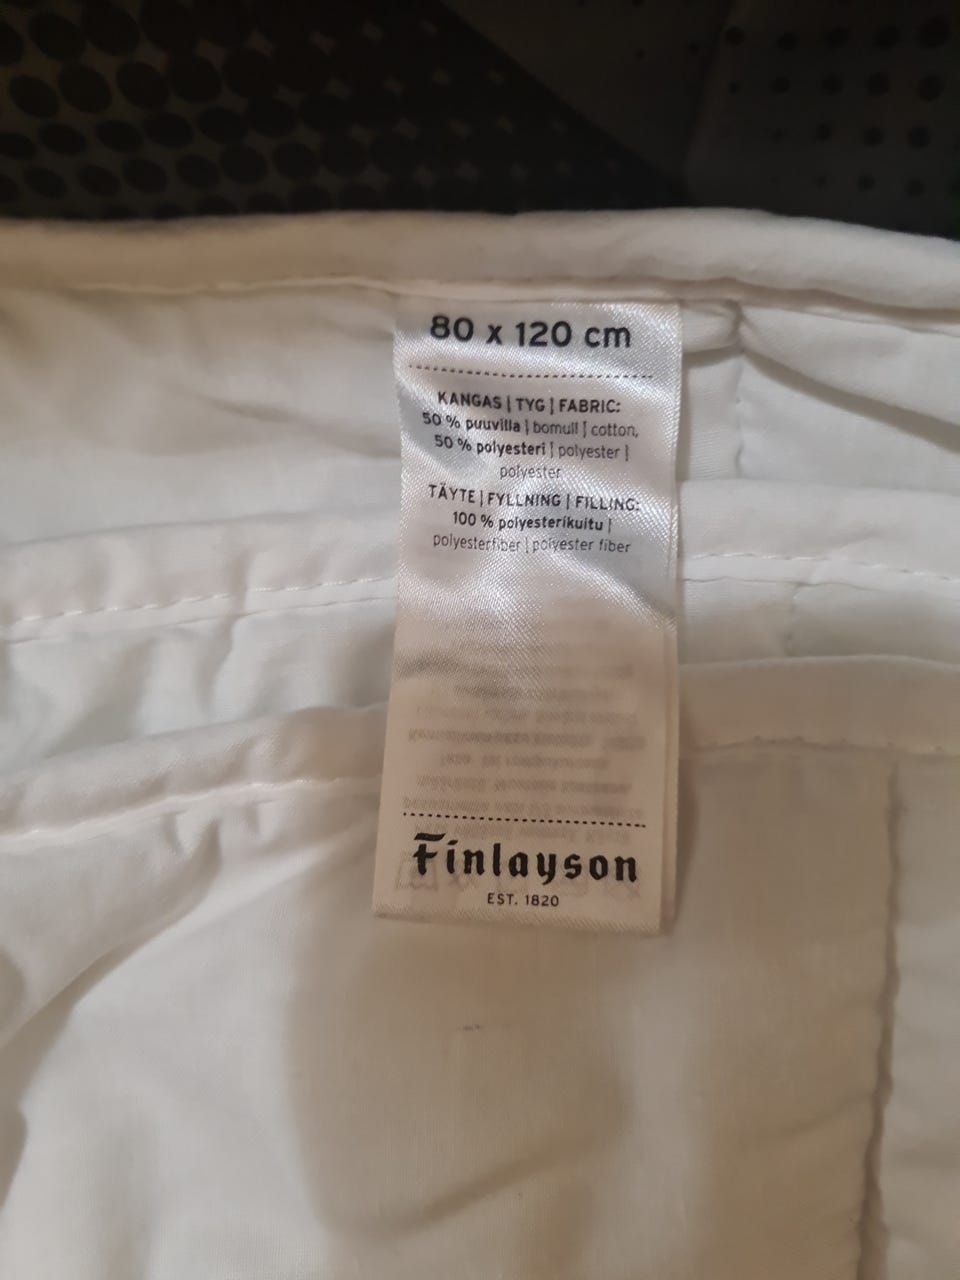 80 x 120 cm
KANGAS | TYG | FABRIC:
50 % puuvilla | bomull | cotton,
50 % polyesteri | polyester |
polyester
TÄYTE | FYLLNING | FILLING:
100 % polyesterikuitu |
polyesterfiber | polyester fiber
Finlayson
EST. 1820